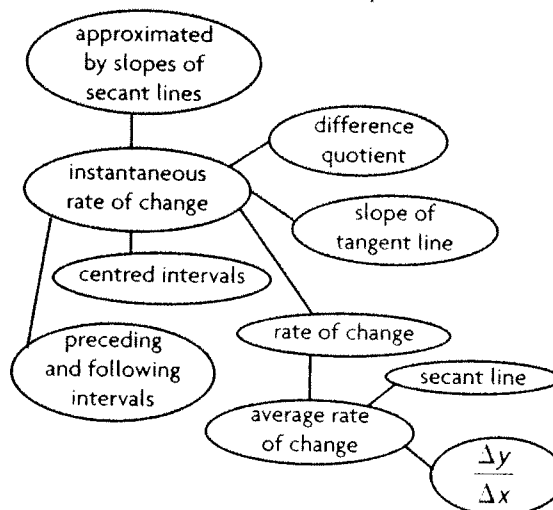 approximated
by slopes of
secant lines
difference
quotient
instantaneous
rate of change
slope of
tangent line
centred intervals
rate of change
preceding
and following
intervals
secant line
average rate
of change
Δy
Δx